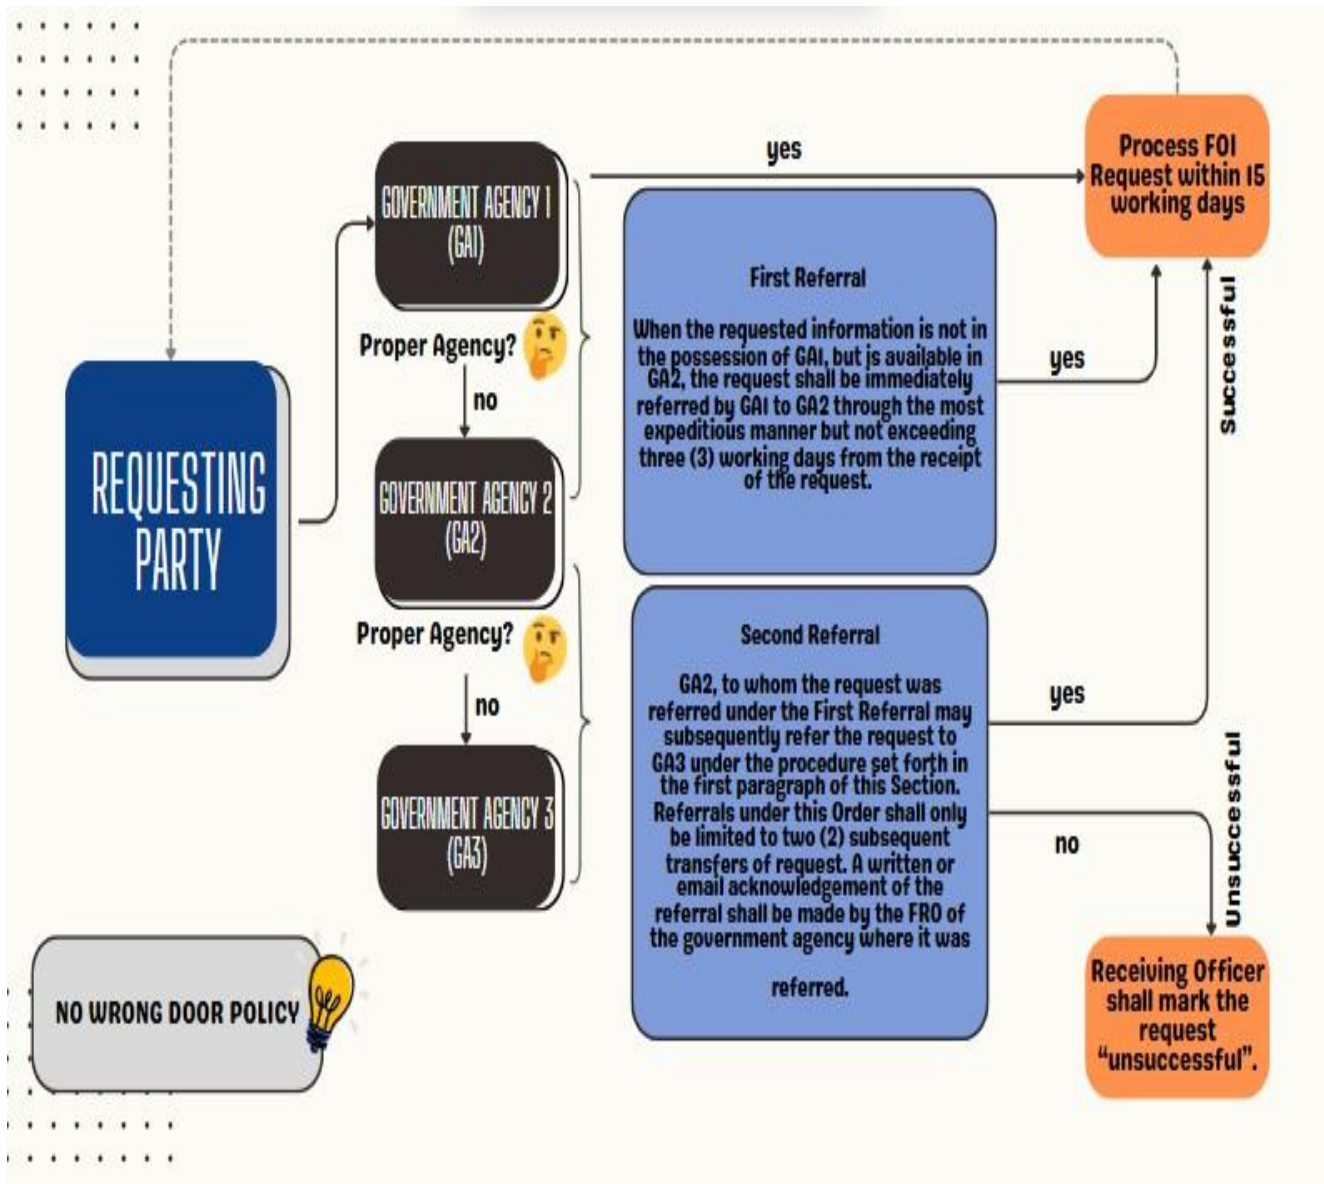 REQUESTING
PARTY
GOVERNMENT AGENCY 1
(GA1)
Proper Agency?
no
GOVERNMENT AGENCY 2
(GA2)
Proper Agency?
no
GOVERNMENT AGENCY 3
(GA3)
yes
First Referral
When the requested information is not in
the possession of GA1, but is available in
GA2, the request shall be immediately
referred by GA1 to GA2 through the most
expeditious manner but not exceeding
three (3) working days from the receipt
of the request.
yes
Second Referral
GA2, to whom the request was
referred under the First Referral may
subsequently refer the request to
GA3 under the procedure set forth in
the first paragraph of this Section.
Referrals under this Order shall only
be limited to two (2) subsequent
transfers of request. A written or
email acknowledgement of the
referral shall be made by the FRO of
the government agency where it was
referred.
yes
no
Process FOI
Request within 15
working days
Successful
Unsuccessful
Receiving Officer
shall mark the
request
“unsuccessful”.
NO WRONG DOOR POLICY